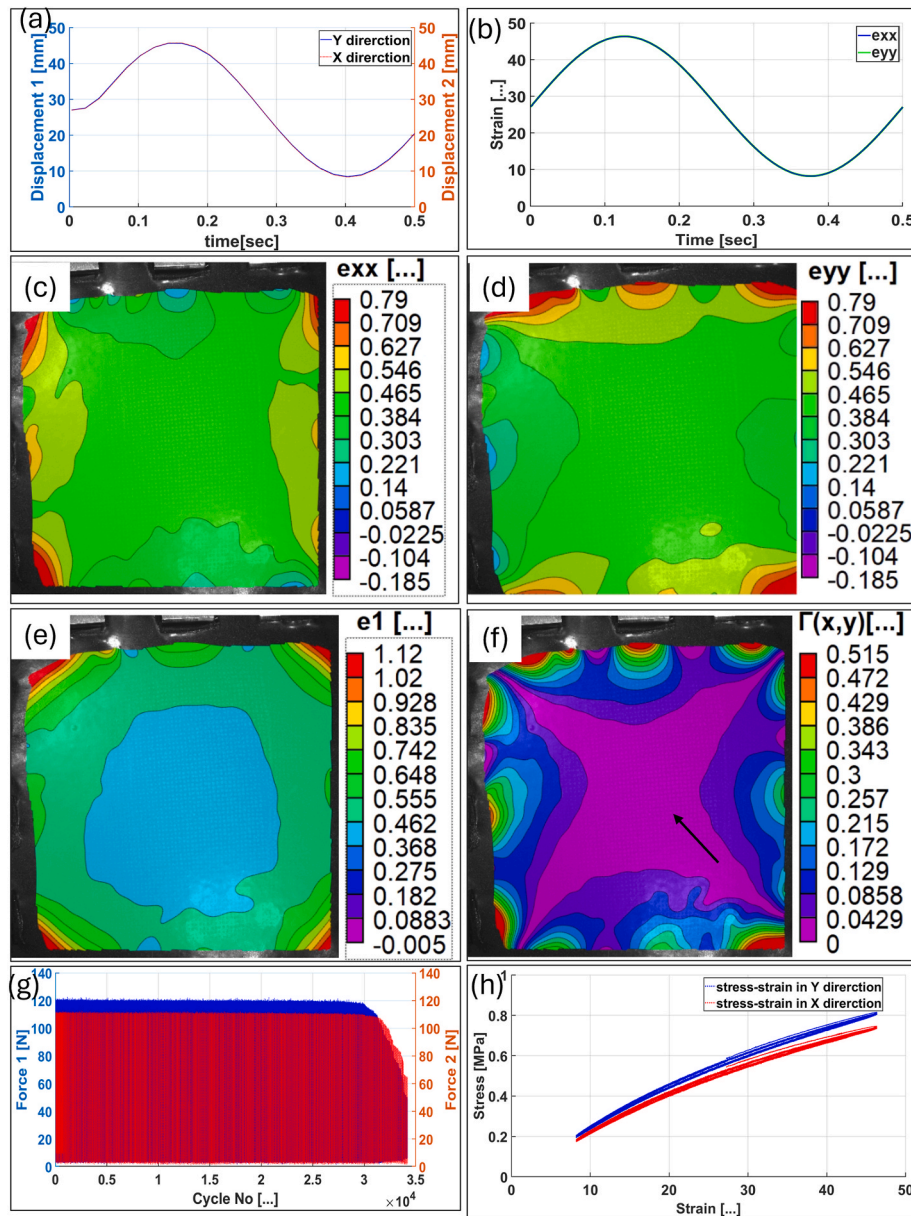 (a)
Displacement 1 [mm]
50
40
30
20
10
0
Y direrction
X direrction
50
40
30
20
10
0
Displacement 2 [mm]
0 0.1 0.2 0.3 0.4 0.5
time[sec]
(b)
Strain [...]
50
40
30
20
10
0
exx
eyy
0 0.1 0.2 0.3 0.4 0.5
Time [sec]
(c)
exx [...]
0.79
0.709
0.627
0.546
0.465
0.384
0.303
0.221
0.14
0.0587
-0.0225
-0.104
-0.185
(d)
eyy [...]
0.79
0.709
0.627
0.546
0.465
0.384
0.303
0.221
0.14
0.0587
-0.0225
-0.104
-0.185
(e)
e1 [...]
1.12
1.02
0.928
0.835
0.742
0.648
0.555
0.462
0.368
0.275
0.182
0.0883
-0.005
(f)
Γ(x,y)[...]
0.515
0.472
0.429
0.386
0.343
0.3
0.257
0.215
0.172
0.129
0.0858
0.0429
0
(g)
Force 1 [N]
140
120
100
80
60
40
20
0
140
120
100
80
60
40
20
0
Force 2 [N]
0 0.5 1 1.5 2 2.5 3 3.5
Cycle No [...]
×10⁴
(h)
Stress [MPa]
1
0.8
0.6
0.4
0.2
0
stress-strain in Y direrction
stress-strain in X direrction
0 10 20 30 40 50
Strain [...]